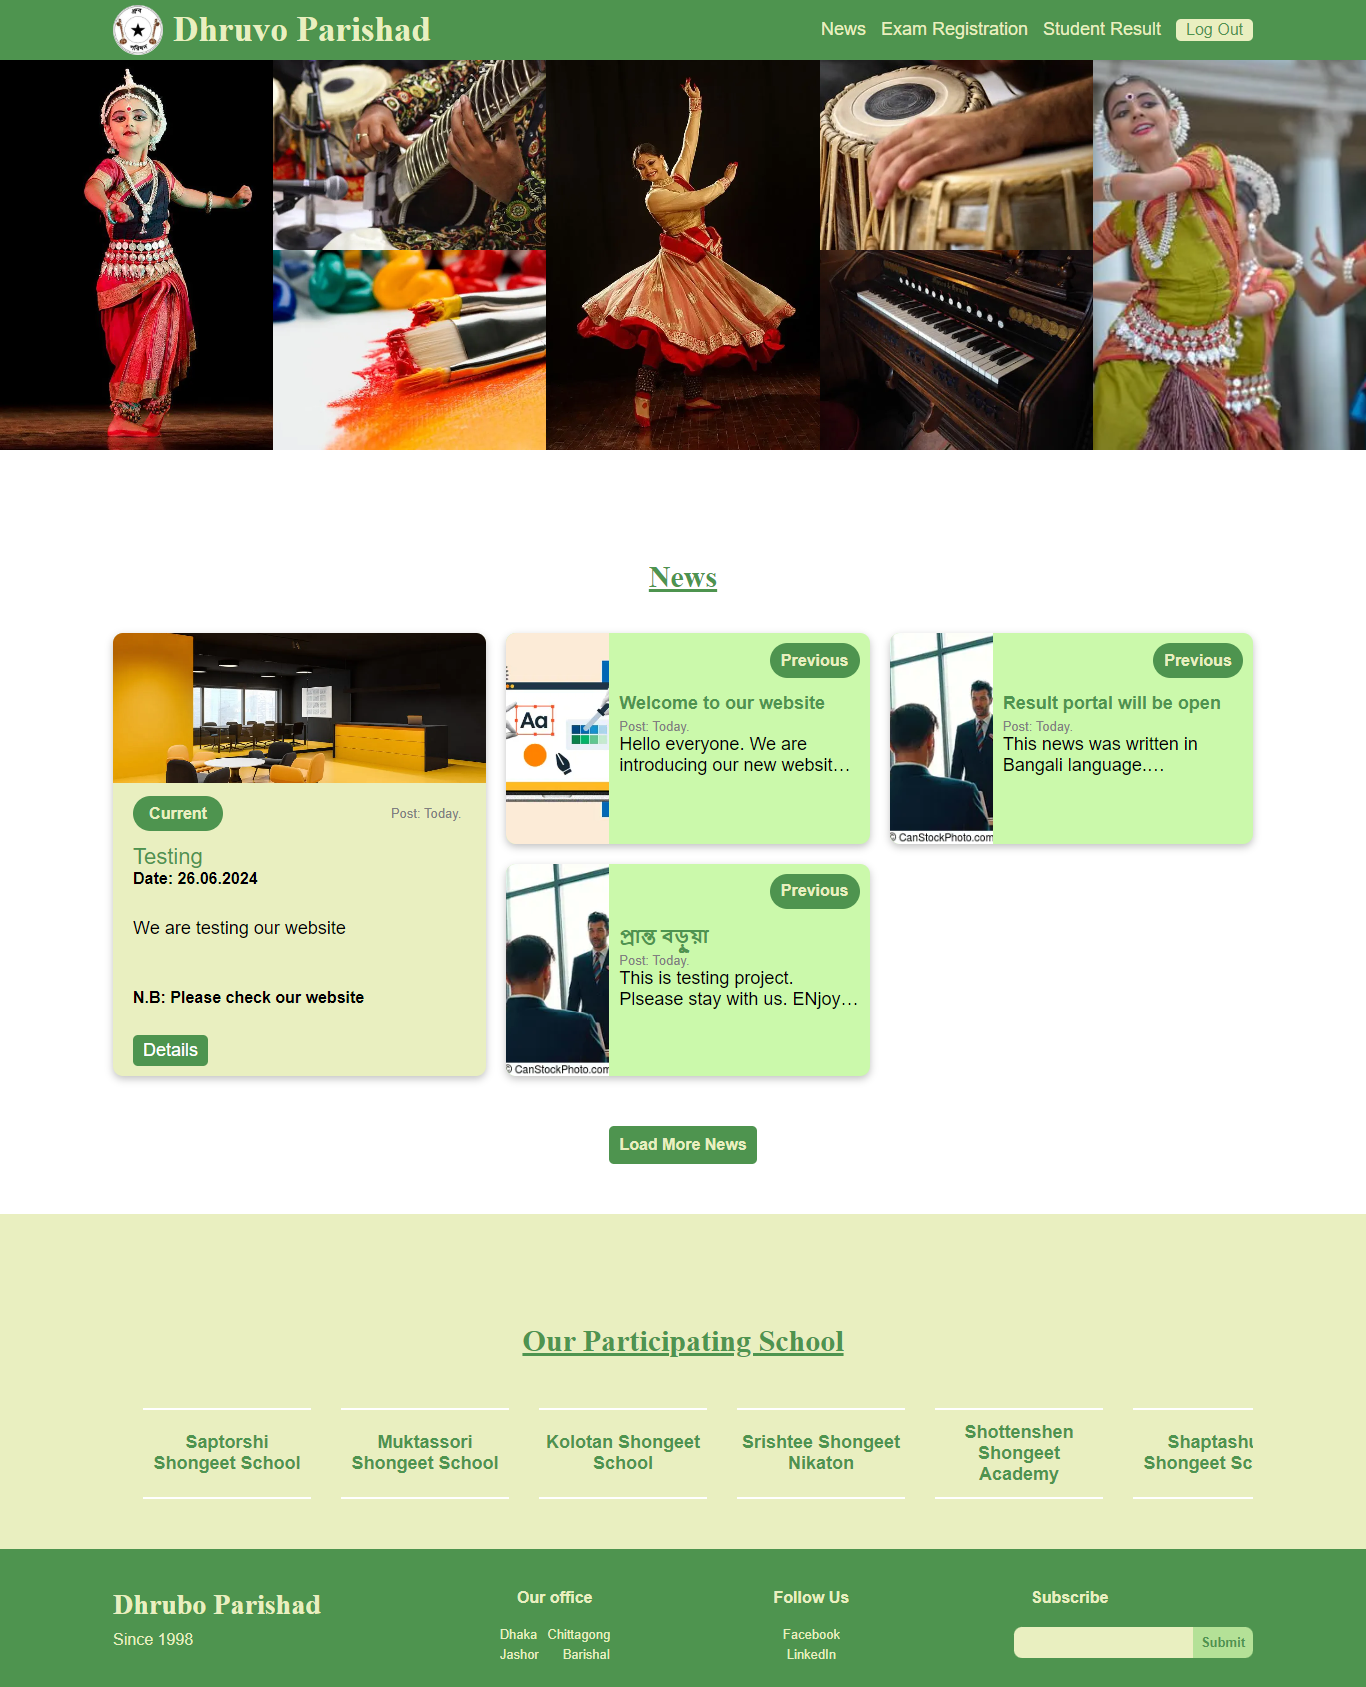 ধ্রুব
পরিষদ
Dhruvo Parishad
News Exam Registration Student Result Log Out
News
Current
Post: Today.
Testing
Date: 26.06.2024
We are testing our website
N.B: Please check our website
Details
Aa
Previous
Welcome to our website
Post: Today.
Hello everyone. We are
introducing our new websit…
© CanStockPhoto.com
Previous
Result portal will be open
Post: Today.
This news was written in
Bangali language.…
© CanStockPhoto.com
Previous
প্রান্ত বড়ুয়া
Post: Today.
This is testing project.
Plsease stay with us. ENjoy…
Load More News
Our Participating School
Saptorshi
Shongeet School
Muktassori
Shongeet School
Kolotan Shongeet
School
Srishtee Shongeet
Nikaton
Shottenshen
Shongeet
Academy
Shaptashu
Shongeet Sc
Dhrubo Parishad
Since 1998
Our office
Dhaka Chittagong
Jashor Barishal
Follow Us
Facebook
LinkedIn
Subscribe
Submit